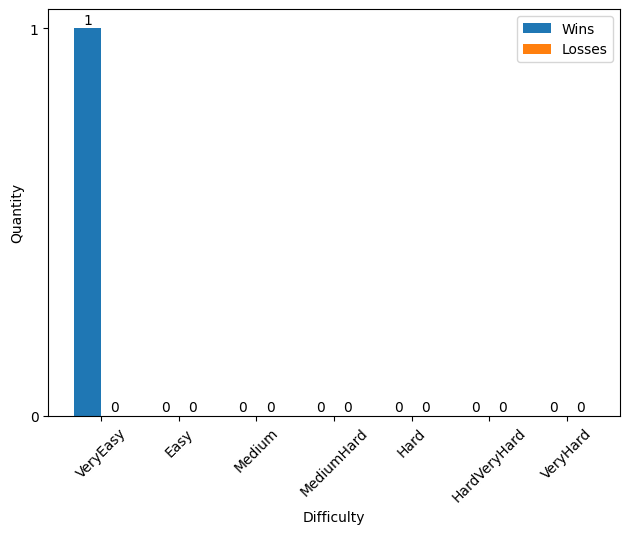 1
Wins
Losses
1
Quantity
0 0 0 0 0 0 0 0 0 0 0 0 0
0
VeryEasy
Easy
Medium
MediumHard
Hard
HardVeryHard
VeryHard
Difficulty